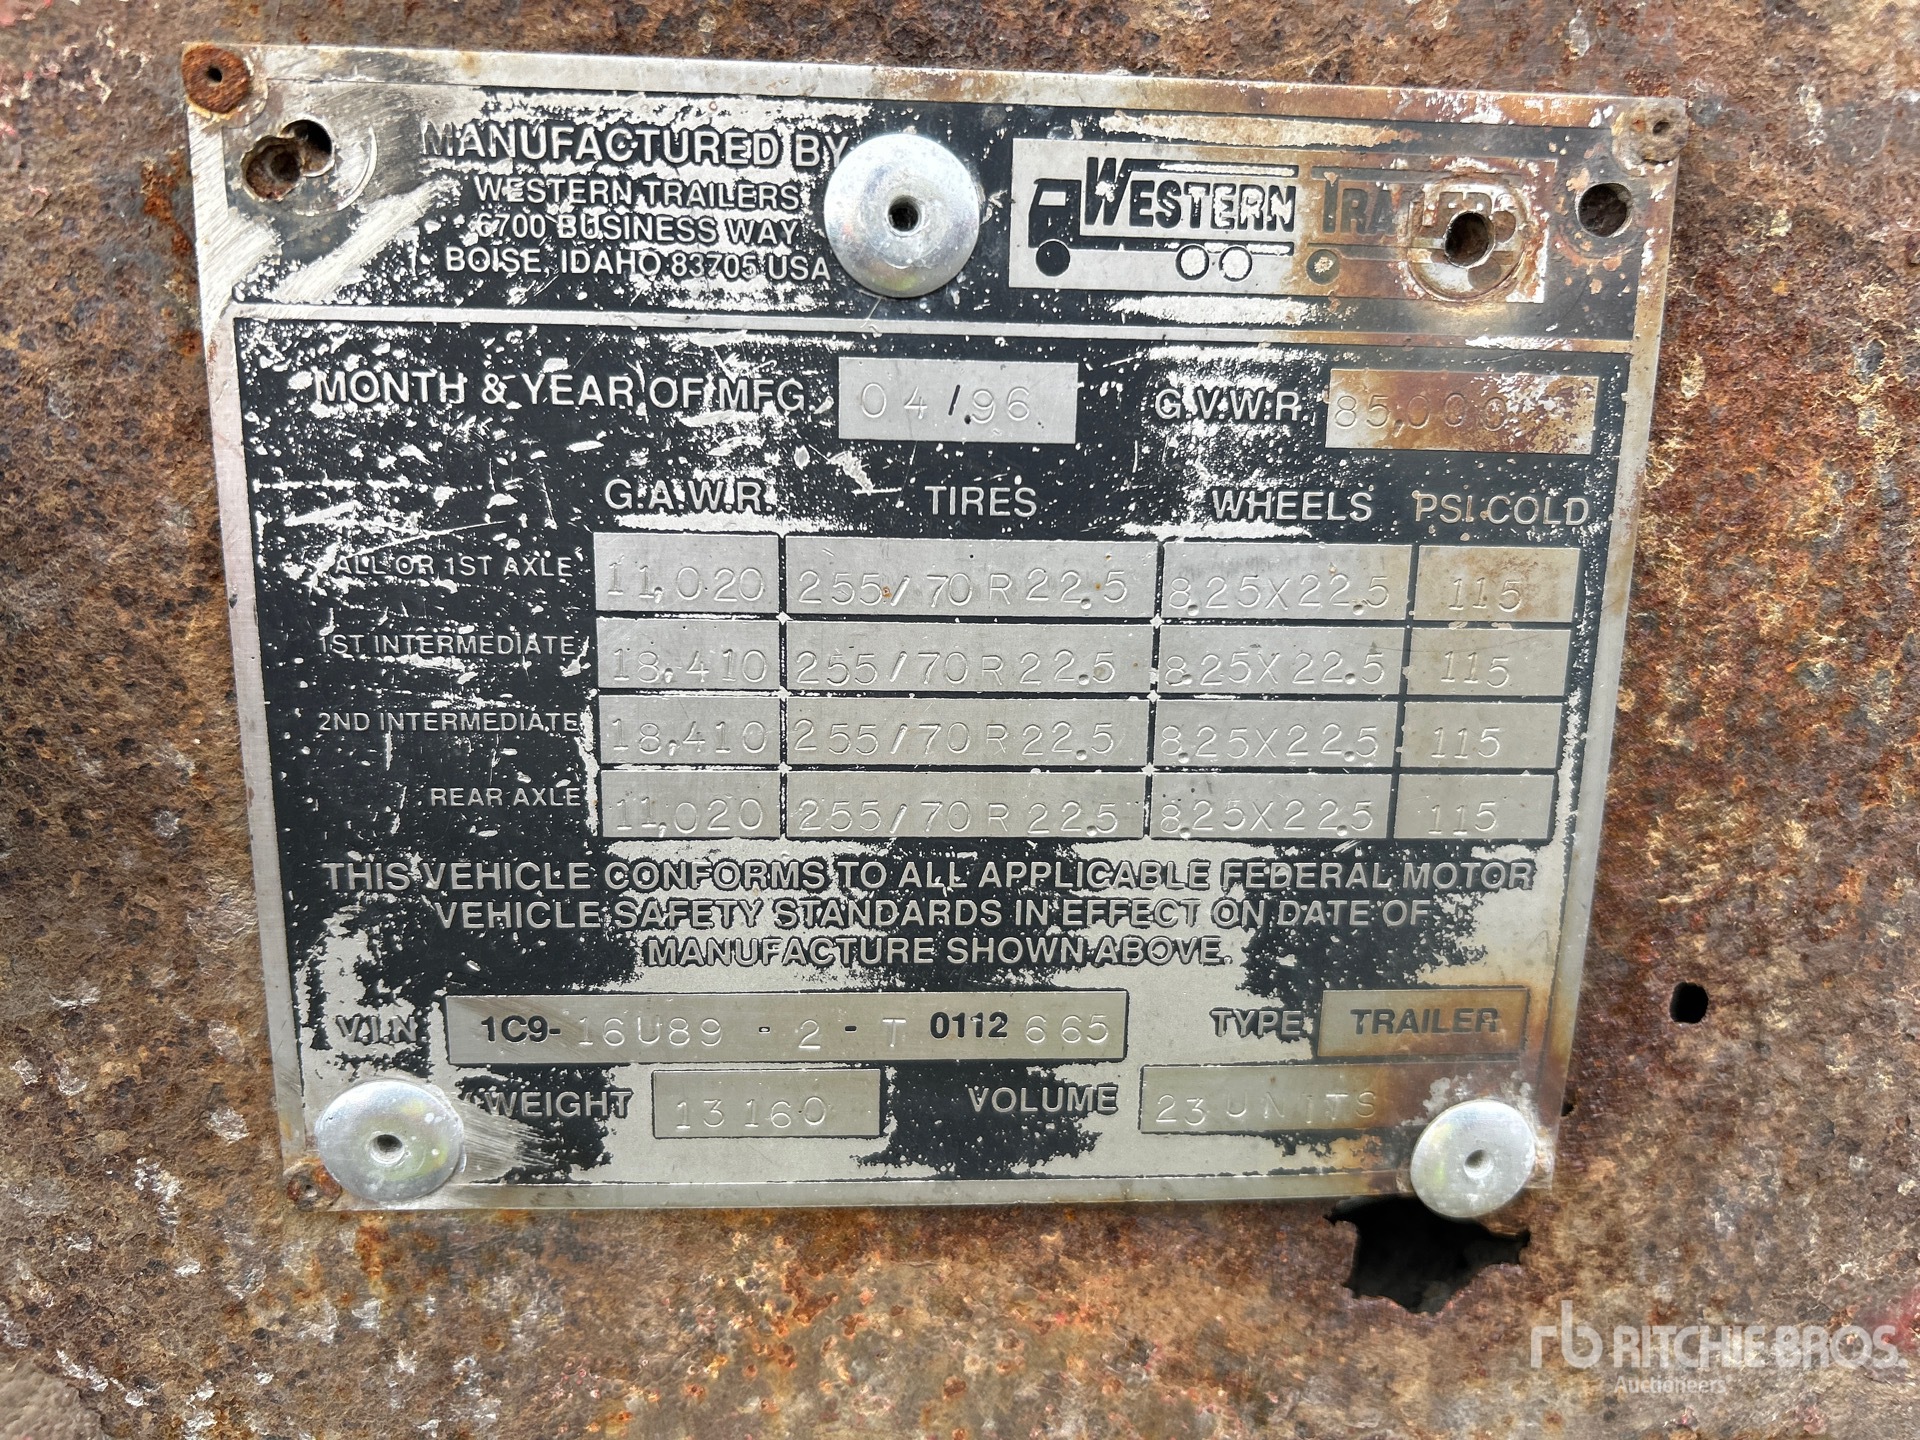 MANUFACTURED BY
WESTERN TRAILERS
6700 BUSINESS WAY
BOISE, IDAHO 83705 USA
WESTERN TRAILERS
MONTH & YEAR OF MFG. 04/96 G.V.W.R. 85,000
G.A.W.R. TIRES WHEELS PSI COLD
ALL OR 1ST AXLE 11,020 255/70R22.5 8.25X22.5 115
1ST INTERMEDIATE 18,410 255/70R22.5 8.25X22.5 115
2ND INTERMEDIATE 18,410 255/70R22.5 8.25X22.5 115
REAR AXLE 11,020 255/70R22.5 8.25X22.5 115
THIS VEHICLE CONFORMS TO ALL APPLICABLE FEDERAL MOTOR
VEHICLE SAFETY STANDARDS IN EFFECT ON DATE OF
MANUFACTURE SHOWN ABOVE.
V.I.N. 1C9-16U89-2-T0112665 TYPE TRAILER
WEIGHT 13160 VOLUME 23 UNITS
rb RITCHIE BROS.
Auctioneers